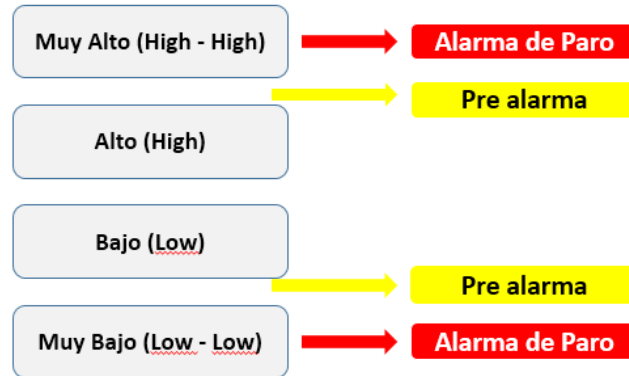 Muy Alto (High - High)
Alarma de Paro
Pre alarma
Alto (High)
Bajo (Low)
Pre alarma
Muy Bajo (Low - Low)
Alarma de Paro